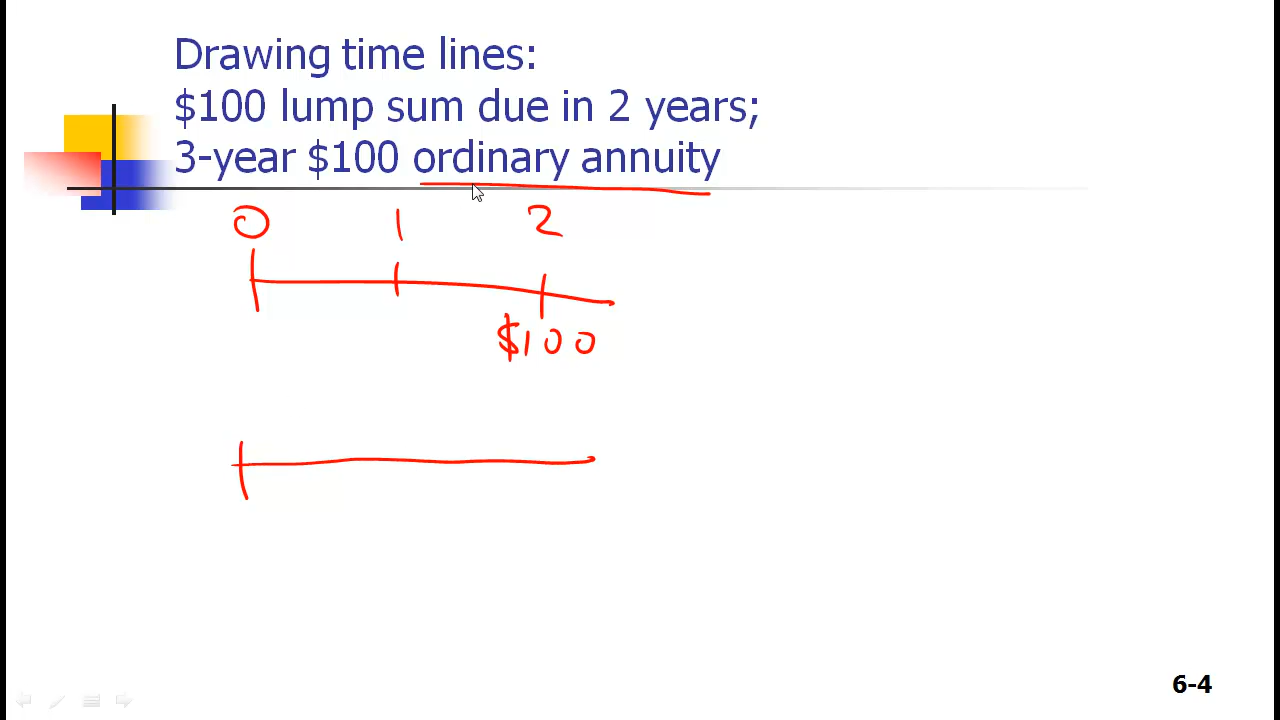 Drawing time lines:
$100 lump sum due in 2 years;
3-year $100 ordinary annuity
0 1 2
$100
6-4